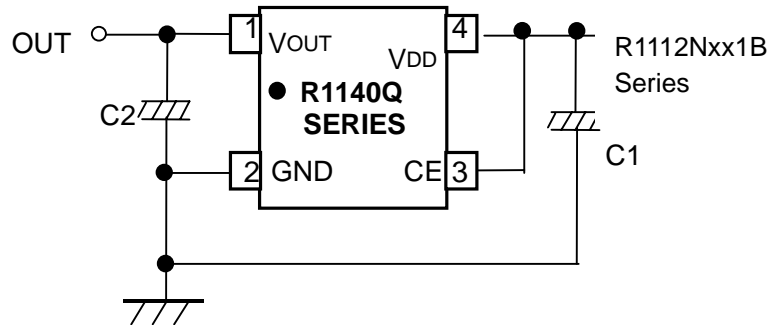 OUT
1
VOUT
4
VDD
R1112Nxx1B
Series
R1140Q
SERIES
C2
C1
2
GND
CE
3